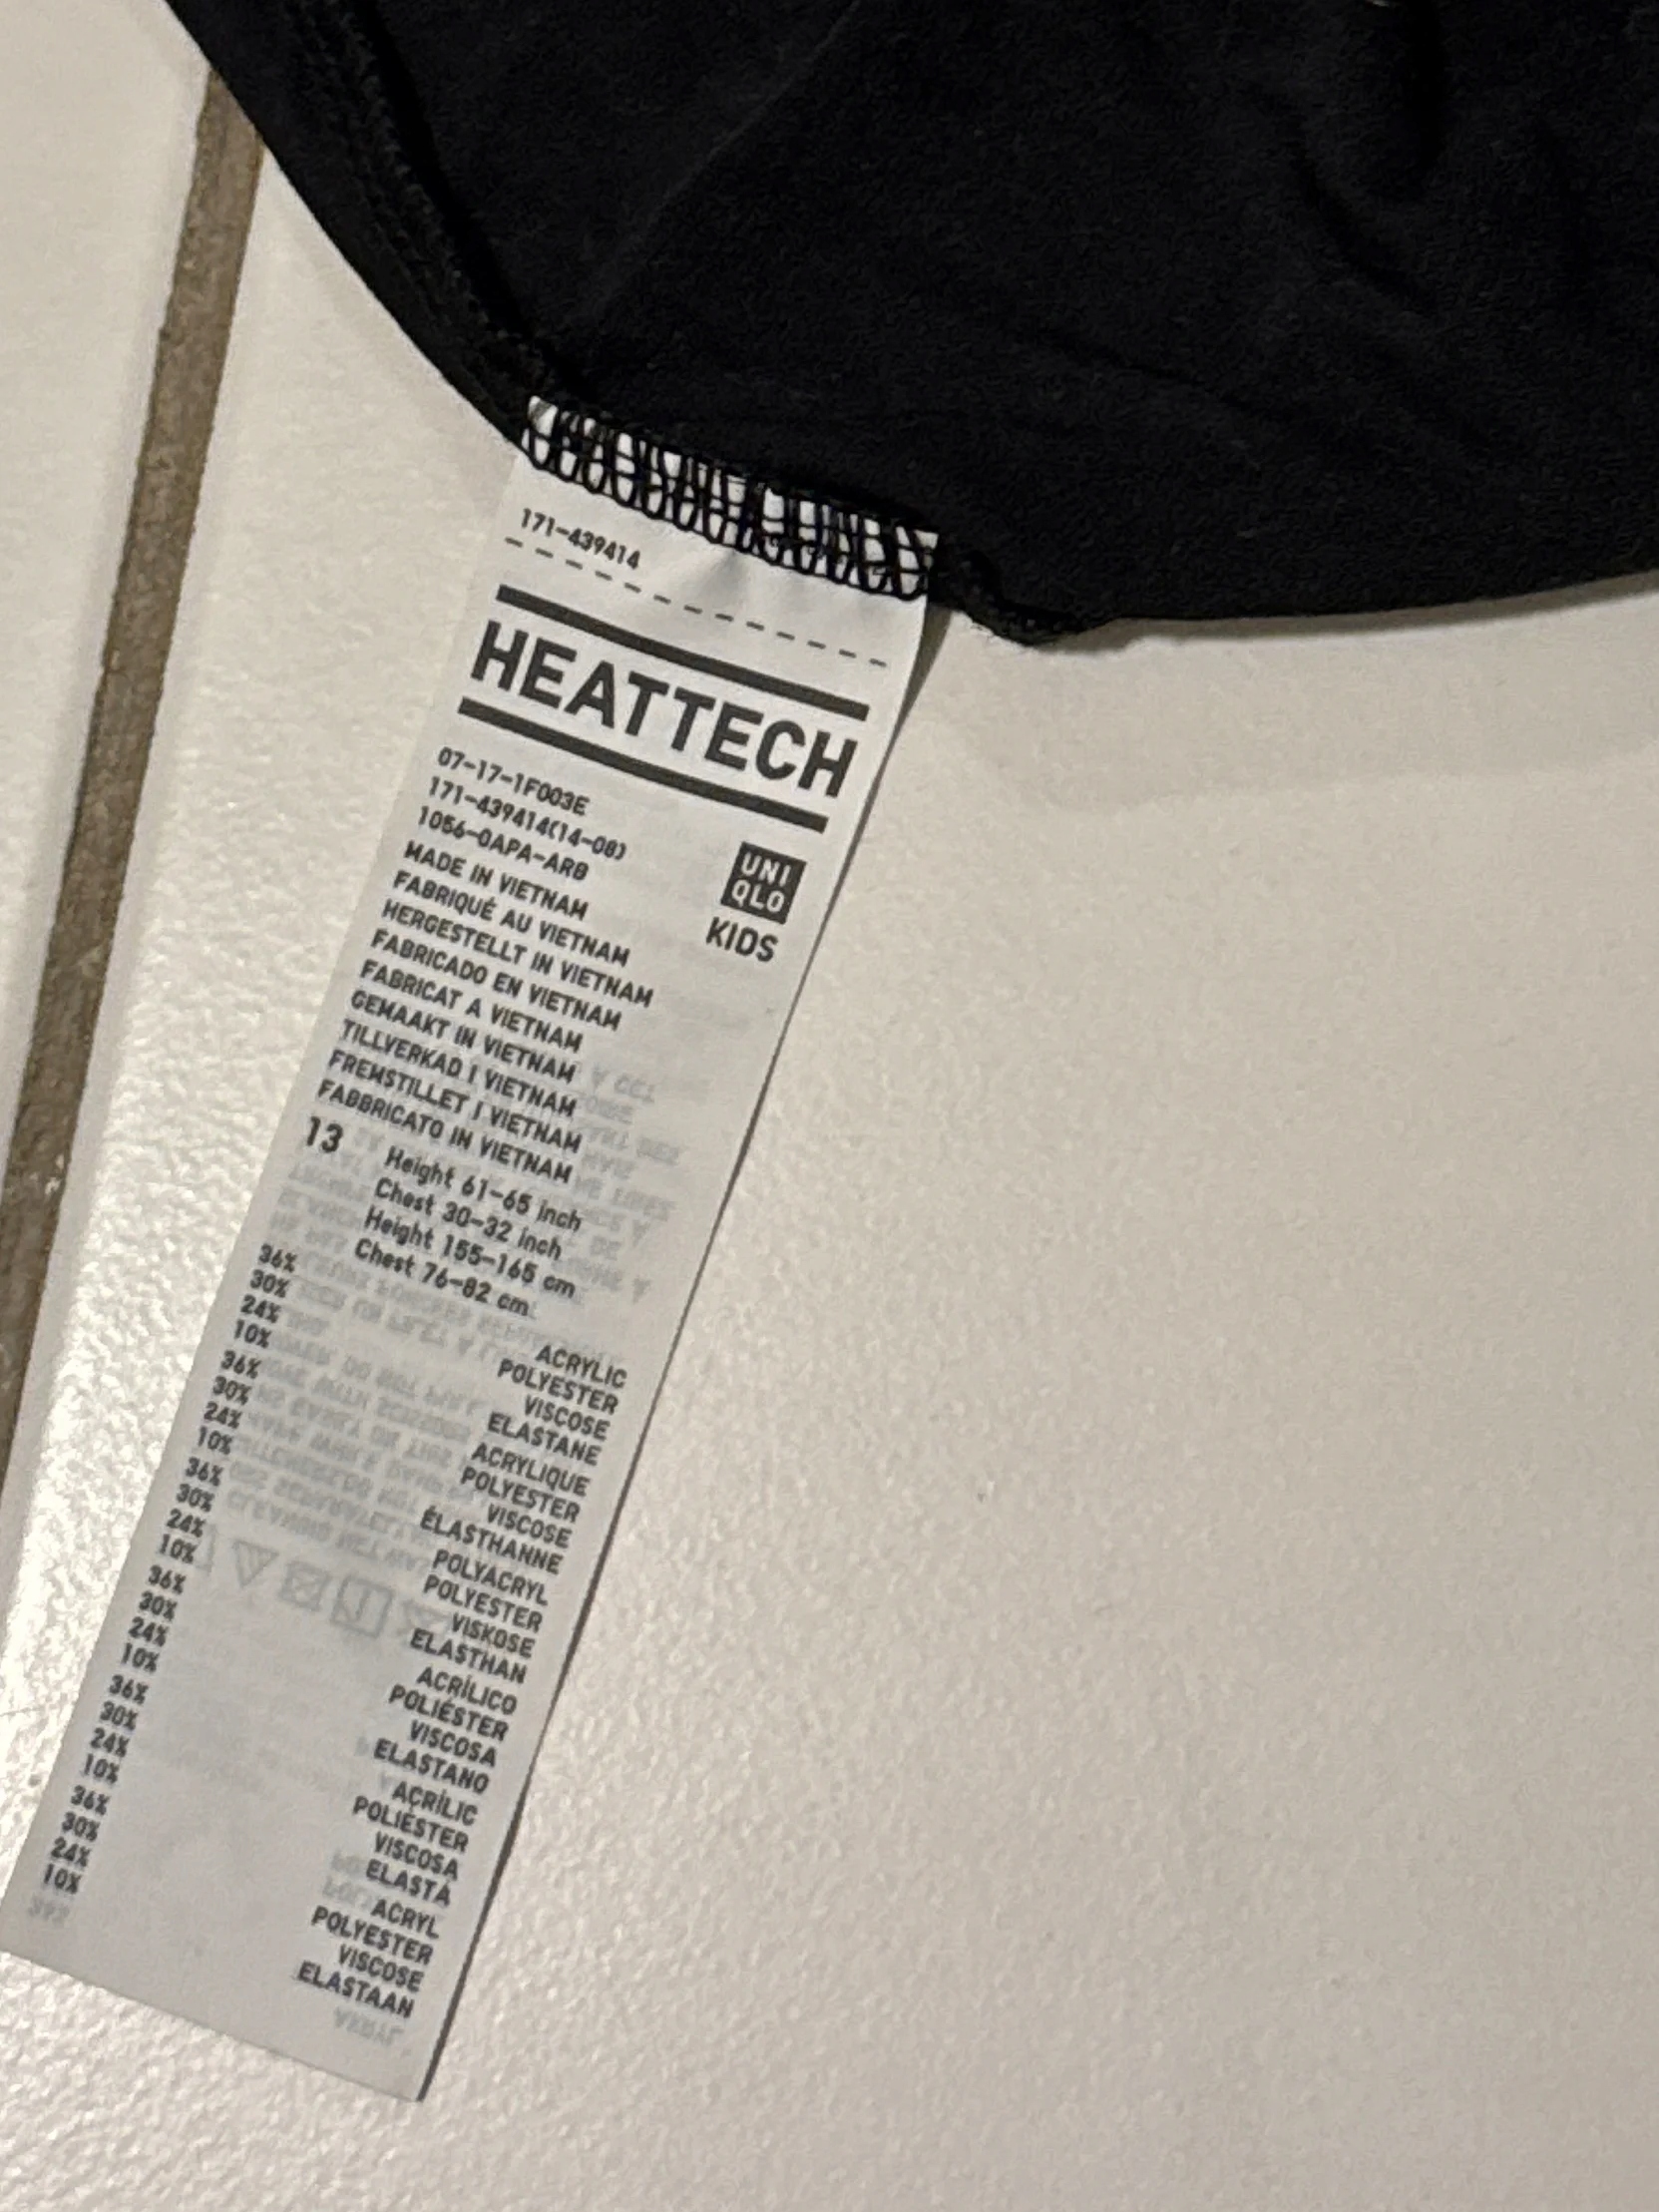 171-439414
HEATTECH
07-17-1F003E
171-439414(14-08)
1056-0APA-ARB
UNI
QLO
KIDS
MADE IN VIETNAM
FABRIQUÉ AU VIETNAM
HERGESTELLT IN VIETNAM
FABRICADO EN VIETNAM
FABRICAT A VIETNAM
GEMAAKT IN VIETNAM
TILLVERKAD I VIETNAM
FREMSTILLET I VIETNAM
FABBRICATO IN VIETNAM
13
Height 61-65 inch
Chest 30-32 inch
Height 155-165 cm
Chest 76-82 cm
36% ACRYLIC
30% POLYESTER
24% VISCOSE
10% ELASTANE
36% ACRYLIQUE
30% POLYESTER
24% VISCOSE
10% ÉLASTHANNE
36% POLYACRYL
30% POLYESTER
24% VISKOSE
10% ELASTHAN
36% ACRÍLICO
30% POLIÉSTER
24% VISCOSA
10% ELASTANO
36% ACRÍLIC
30% POLIÈSTER
24% VISCOSA
10% ELASTÀ
36% ACRYL
30% POLYESTER
24% VISCOSE
10% ELASTAAN